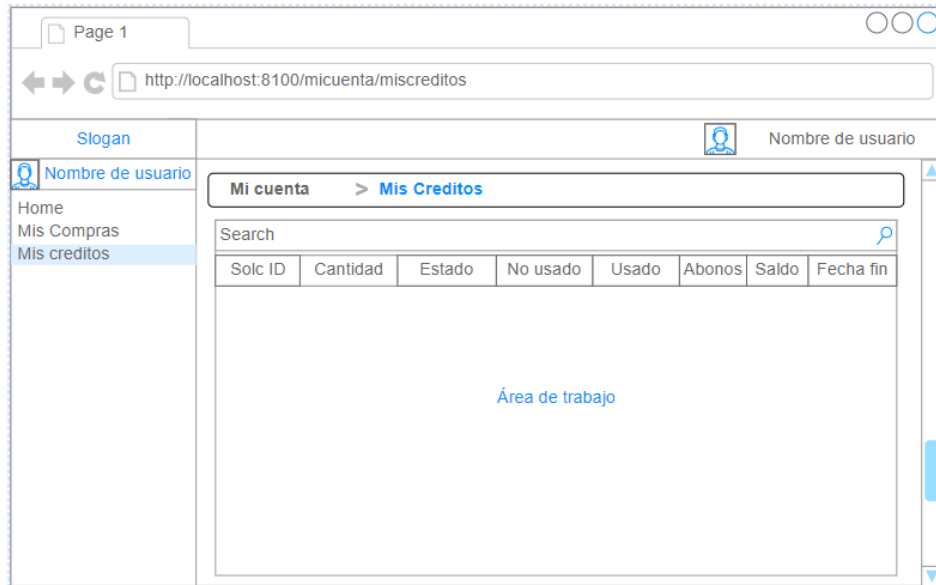 Page 1
http://localhost:8100/micuenta/miscreditos
Slogan
Nombre de usuario
Nombre de usuario
Home
Mis Compras
Mis creditos
Mi cuenta > Mis Creditos
Search
Solc ID Cantidad Estado No usado Usado Abonos Saldo Fecha fin
Área de trabajo